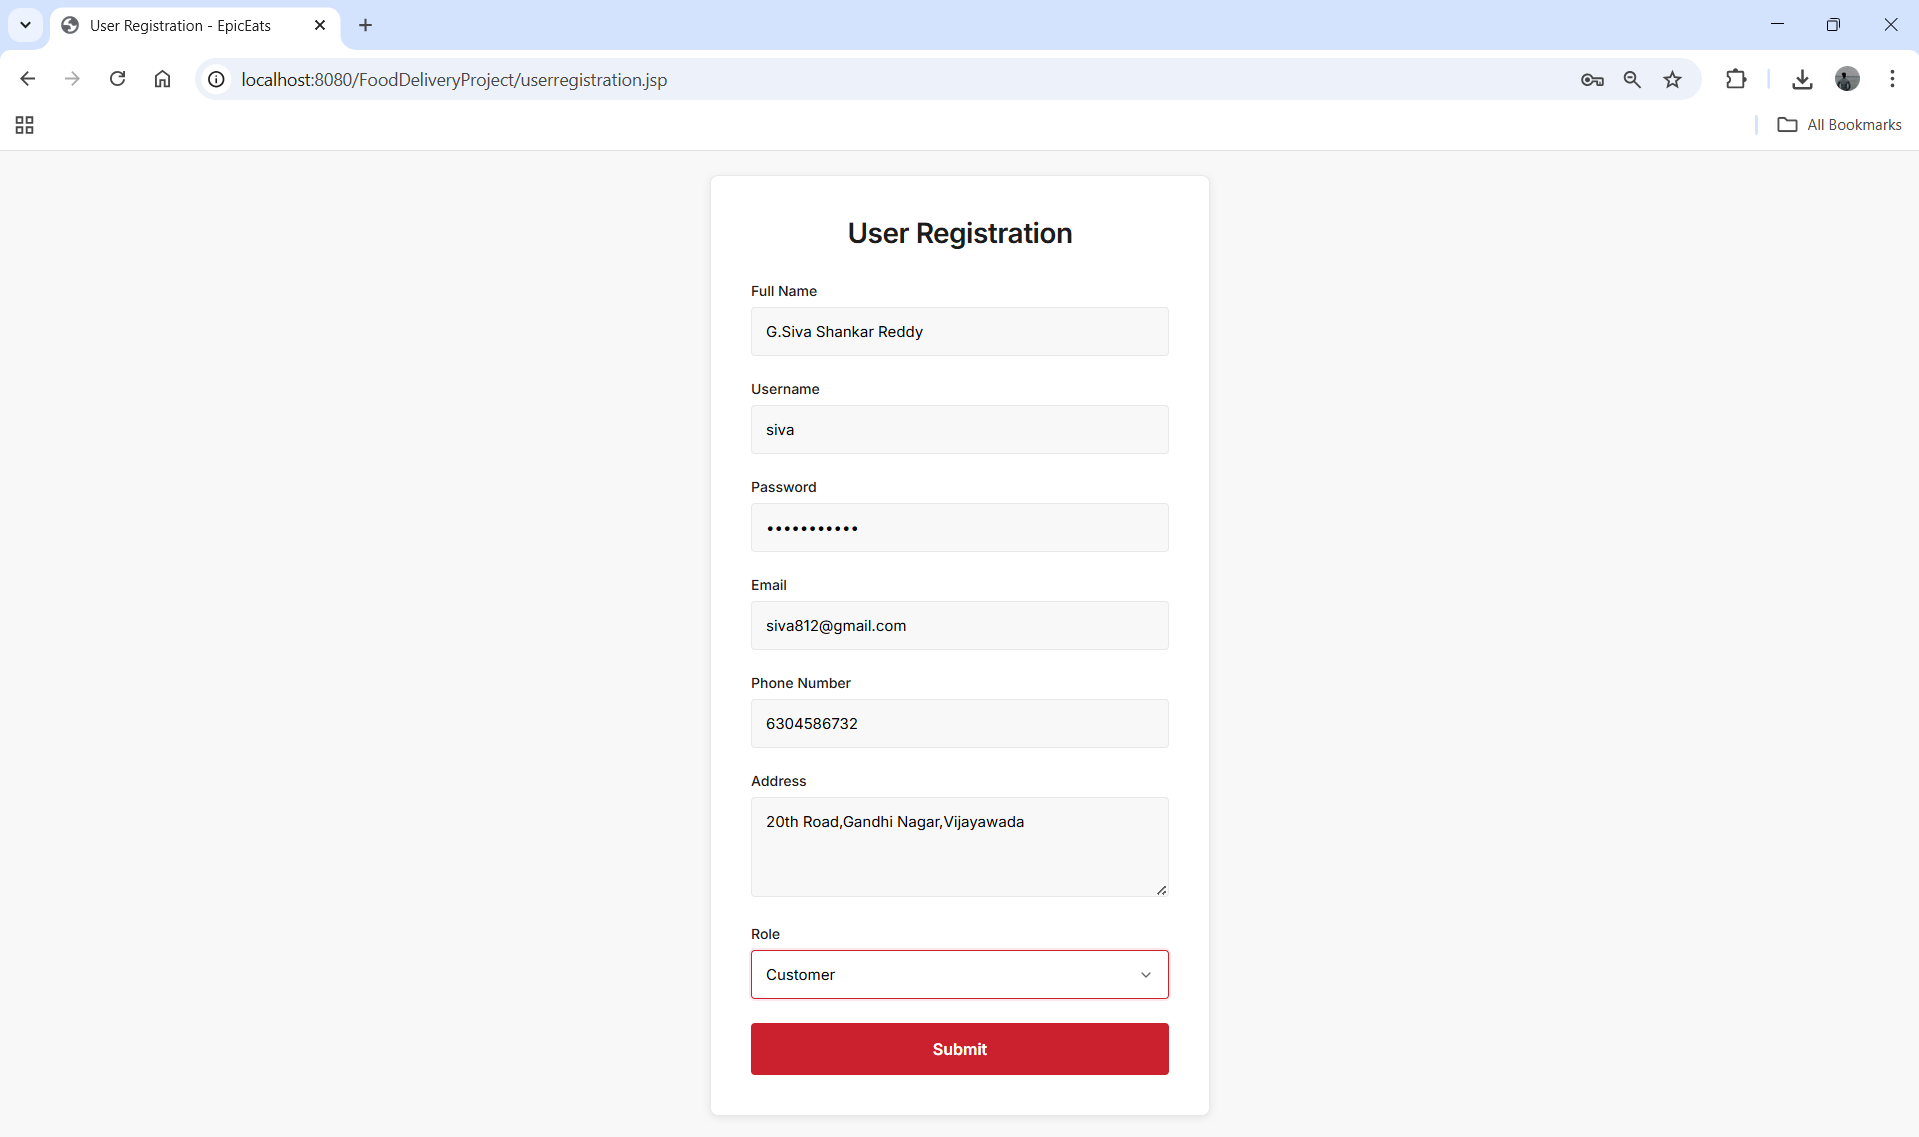 User Registration - EpicEats
localhost:8080/FoodDeliveryProject/userregistration.jsp
All Bookmarks
User Registration
Full Name
G.Siva Shankar Reddy
Username
siva
Password
•••••••••••
Email
siva812@gmail.com
Phone Number
6304586732
Address
20th Road,Gandhi Nagar,Vijayawada
Role
Customer
Submit